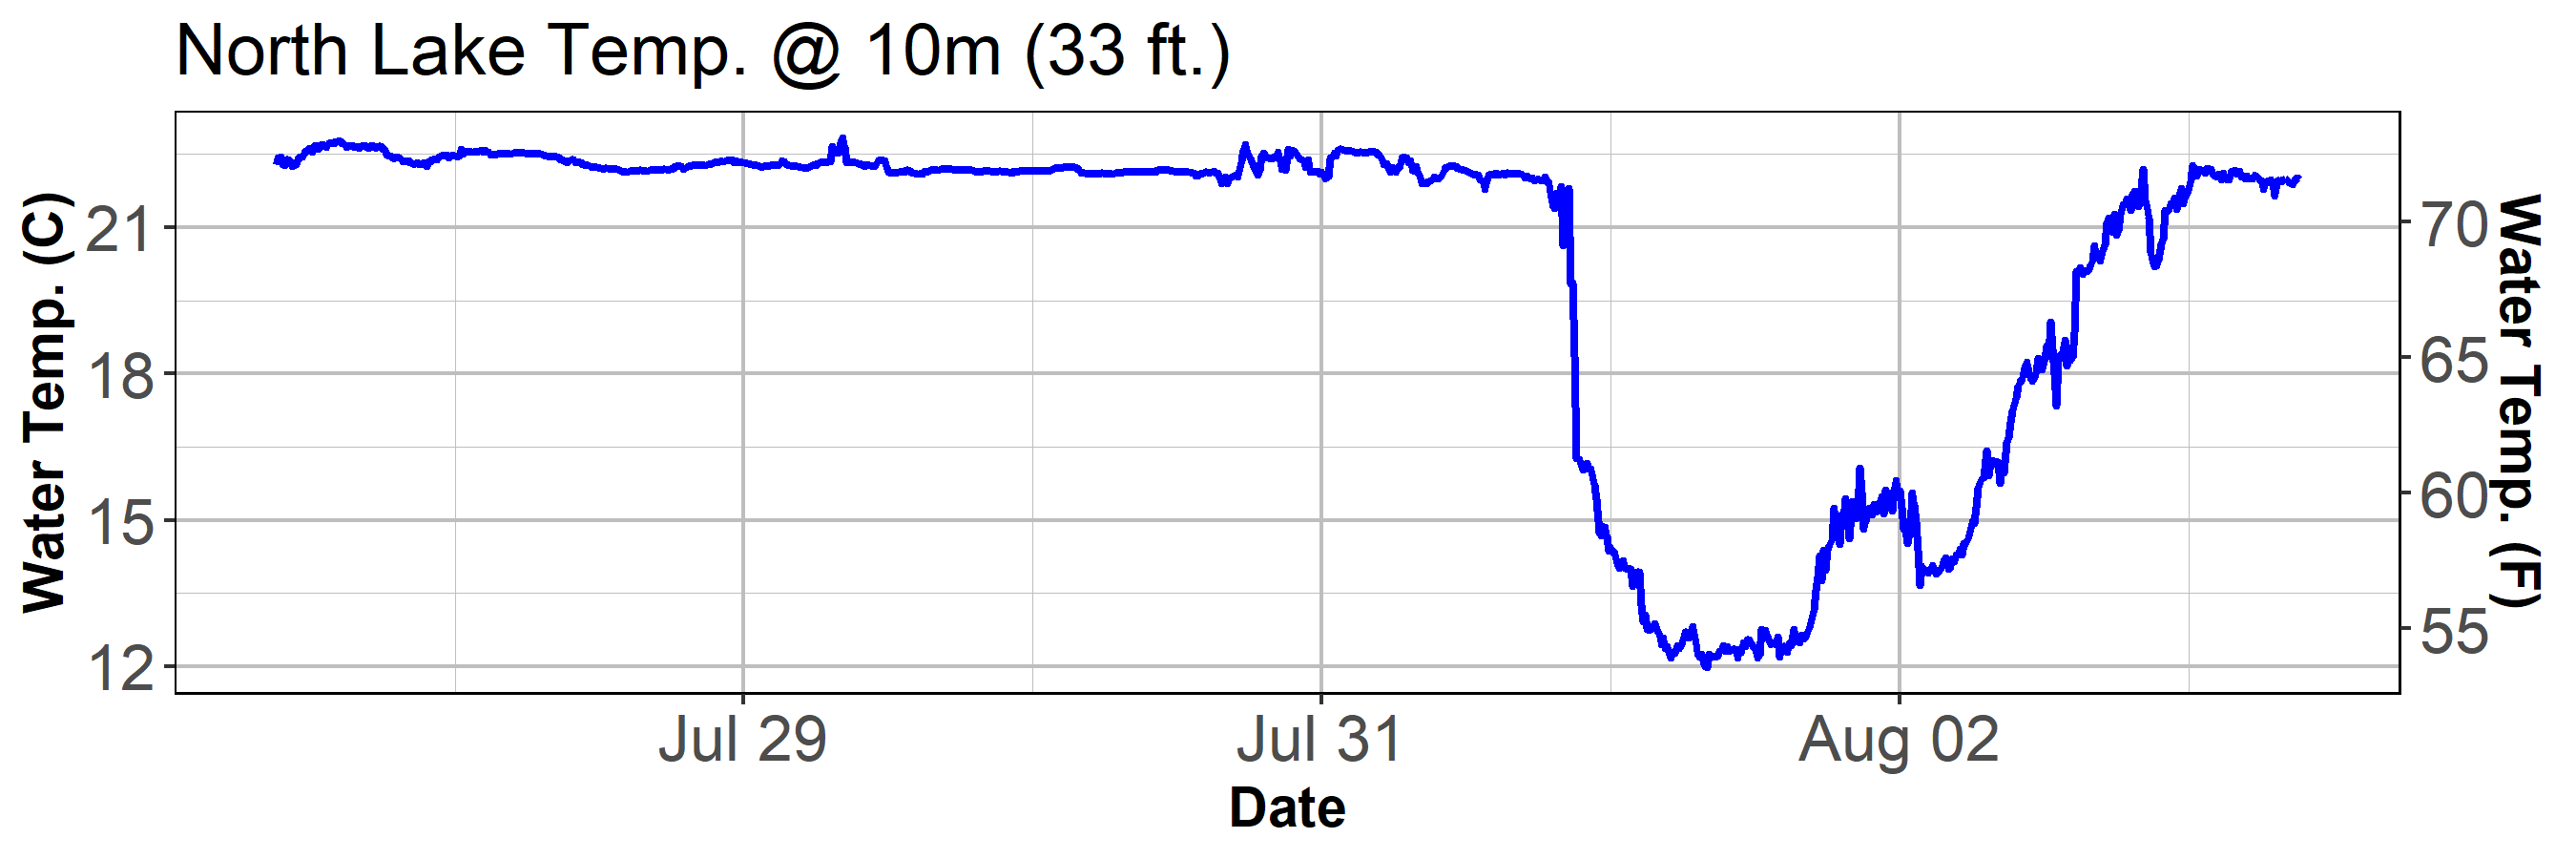 North Lake Temp. @ 10m (33 ft.)
Water Temp. (C)
21
18
15
12
70
65
60
55
Water Temp. (F)
Jul 29
Jul 31
Aug 02
Date